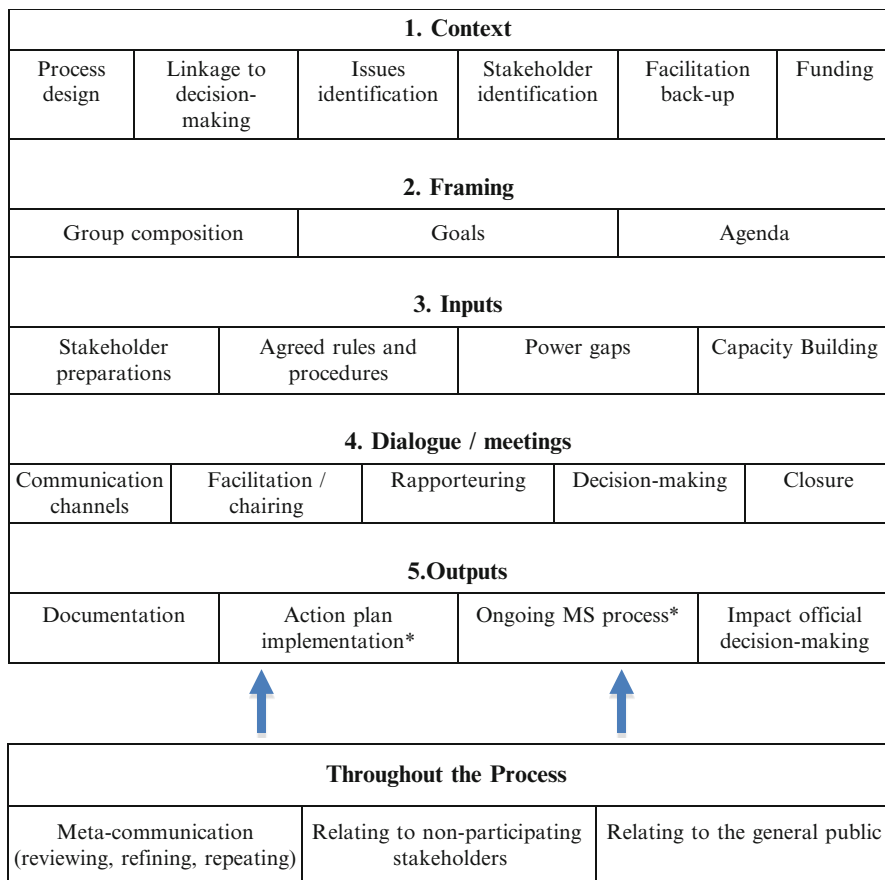 1. Context
Process design
Linkage to decision-making
Issues identification
Stakeholder identification
Facilitation back-up
Funding
2. Framing
Group composition
Goals
Agenda
3. Inputs
Stakeholder preparations
Agreed rules and procedures
Power gaps
Capacity Building
4. Dialogue / meetings
Communication channels
Facilitation / chairing
Rapporteuring
Decision-making
Closure
5.Outputs
Documentation
Action plan implementation*
Ongoing MS process*
Impact official decision-making
Throughout the Process
Meta-communication
(reviewing, refining, repeating)
Relating to non-participating stakeholders
Relating to the general public